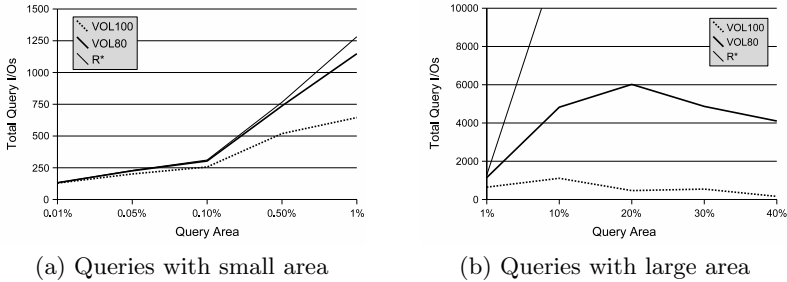 1500
1250
1000
750
500
250
0
Total Query I/Os
VOL100
VOL80
R*
0.01% 0.05% 0.10% 0.50% 1%
Query Area
(a) Queries with small area
10000
8000
6000
4000
2000
0
Total Query I/Os
VOL100
VOL80
R*
1% 10% 20% 30% 40%
Query Area
(b) Queries with large area